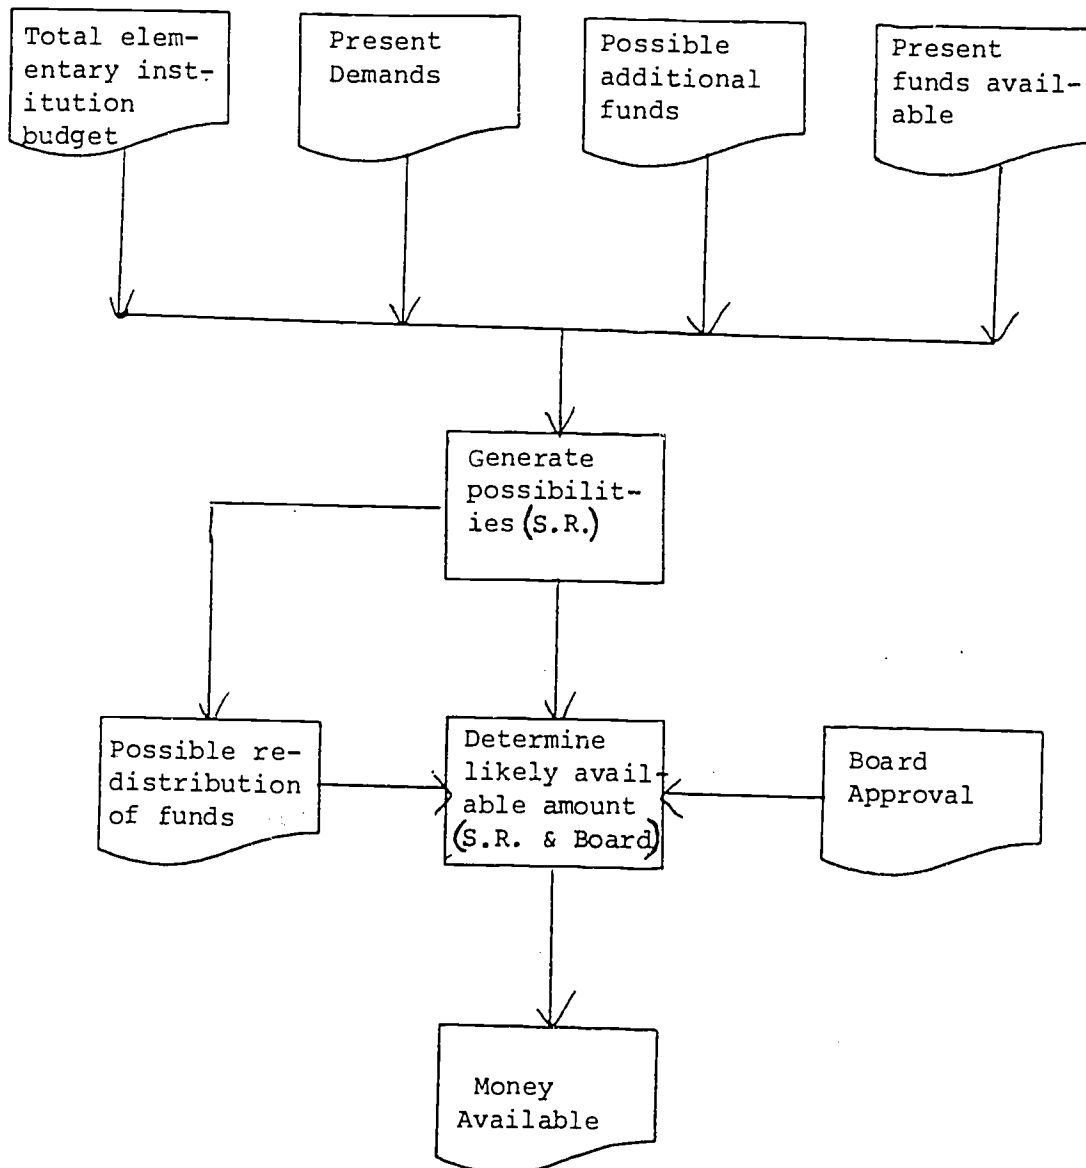 Total elem-
entary inst-
itution
budget
Present
Demands
Possible
additional
funds
Present
funds avail-
able
Generate
possibilit-
ies (S.R.)
Possible re-
distribution
of funds
Determine
likely avail-
able amount
(S.R. & Board)
Board
Approval
Money
Available